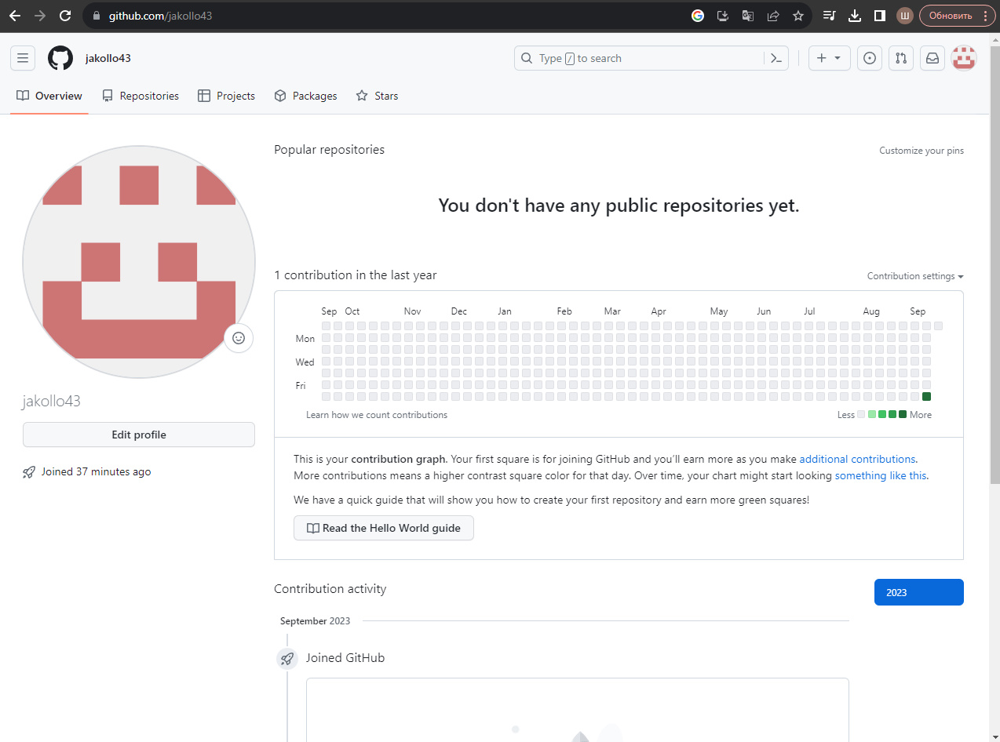 github.com/jakollo43
Ш
Обновить
jakollo43
Type / to search
Overview
Repositories
Projects
Packages
Stars
Popular repositories
Customize your pins
You don't have any public repositories yet.
1 contribution in the last year
Contribution settings
Sep Oct Nov Dec Jan Feb Mar Apr May Jun Jul Aug Sep
Mon
Wed
Fri
Learn how we count contributions
Less
More
jakollo43
Edit profile
Joined 37 minutes ago
This is your contribution graph. Your first square is for joining GitHub and you’ll earn more as you make additional contributions.
More contributions means a higher contrast square color for that day. Over time, your chart might start looking something like this.
We have a quick guide that will show you how to create your first repository and earn more green squares!
Read the Hello World guide
Contribution activity
2023
September 2023
Joined GitHub